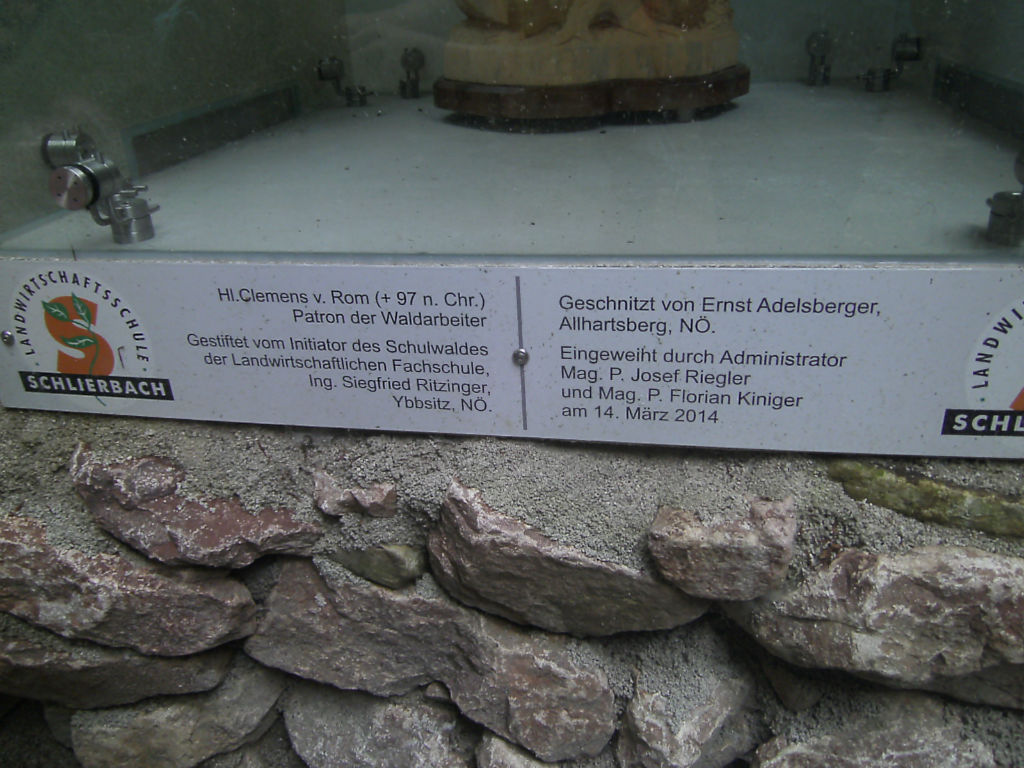 LANDWIRTSCHAFTSSCHULE
SCHLIERBACH
Hl.Clemens v. Rom (+ 97 n. Chr.)
Patron der Waldarbeiter
Gestiftet vom Initiator des Schulwaldes
der Landwirtschaftlichen Fachschule,
Ing. Siegfried Ritzinger,
Ybbsitz, NÖ.
Geschnitzt von Ernst Adelsberger,
Allhartsberg, NÖ.
Eingeweiht durch Administrator
Mag. P. Josef Riegler
und Mag. P. Florian Kiniger
am 14. März 2014
LANDWI
SCHL